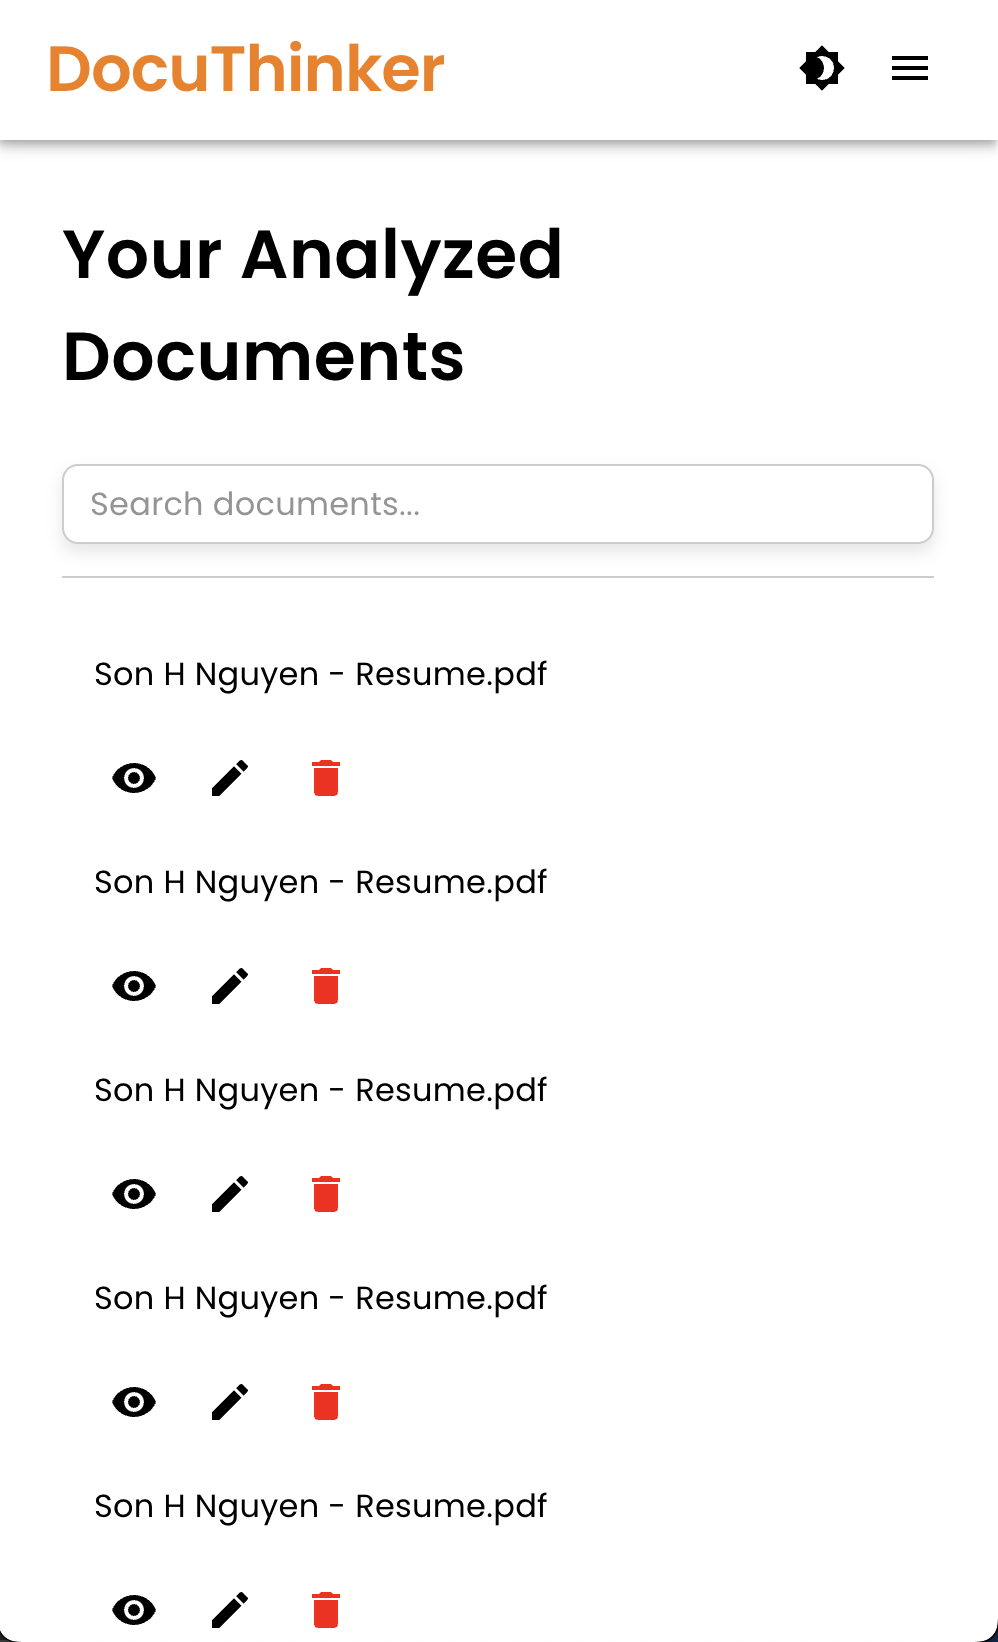 DocuThinker
Your Analyzed
Documents
Search documents...
Son H Nguyen - Resume.pdf
Son H Nguyen - Resume.pdf
Son H Nguyen - Resume.pdf
Son H Nguyen - Resume.pdf
Son H Nguyen - Resume.pdf